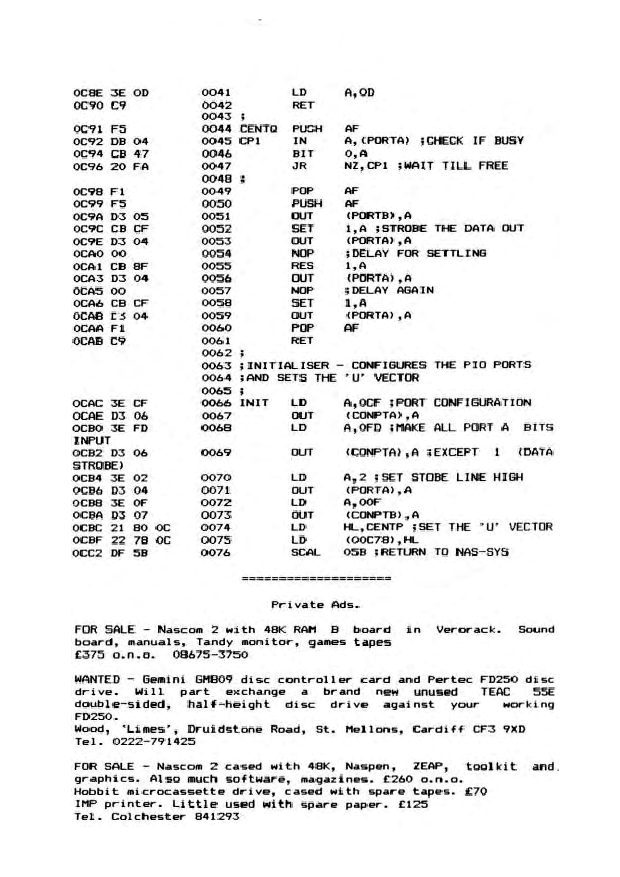 0C8E 3E 0D 0041 LD A,0D
0C90 C9 0042 RET
0043 ;
0C91 F5 0044 CENTQ PUSH AF
0C92 DB 04 0045 CP1 IN A,(PORTA) ;CHECK IF BUSY
0C94 CB 47 0046 BIT 0,A
0C96 20 FA 0047 JR NZ,CP1 ;WAIT TILL FREE
0048 ;
0C98 F1 0049 POP AF
0C99 F5 0050 PUSH AF
0C9A D3 05 0051 OUT (PORTB),A
0C9C CB CF 0052 SET 1,A ;STROBE THE DATA OUT
0C9E D3 04 0053 OUT (PORTA),A
0CA0 00 0054 NOP ;DELAY FOR SETTLING
0CA1 CB 8F 0055 RES 1,A
0CA3 D3 04 0056 OUT (PORTA),A
0CA5 00 0057 NOP ;DELAY AGAIN
0CA6 CB CF 0058 SET 1,A
0CA8 D3 04 0059 OUT (PORTA),A
0CAA F1 0060 POP AF
0CAB C9 0061 RET
0062 ;
0063 ;INITIALISER - CONFIGURES THE PIO PORTS
0064 ;AND SETS THE 'U' VECTOR
0065 ;
0CAC 3E CF 0066 INIT LD A,0CF ;PORT CONFIGURATION
0CAE D3 06 0067 OUT (CONPTA),A
0CB0 3E FD 0068 LD A,0FD ;MAKE ALL PORT A BITS
INPUT
0CB2 D3 06 0069 OUT (CONPTA),A ;EXCEPT 1 (DATA
STROBE)
0CB4 3E 02 0070 LD A,2 ;SET STOBE LINE HIGH
0CB6 D3 04 0071 OUT (PORTA),A
0CB8 3E 0F 0072 LD A,00F
0CBA D3 07 0073 OUT (CONPTB),A
0CBC 21 80 0C 0074 LD HL,CENTP ;SET THE 'U' VECTOR
0CBF 22 78 0C 0075 LD (00C78),HL
0CC2 DF 5B 0076 SCAL 05B ;RETURN TO NAS-SYS
====================
Private Ads.
FOR SALE - Nascom 2 with 48K RAM B board in Verorack. Sound
board, manuals, Tandy monitor, games tapes
£375 o.n.o. 08675-3750
WANTED - Gemini GM809 disc controller card and Pertec FD250 disc
drive. Will part exchange a brand new unused TEAC 55E
double-sided, half-height disc drive against your working
FD250.
Wood, 'Limes', Druidstone Road, St. Mellons, Cardiff CF3 9XD
Tel. 0222-791425
FOR SALE - Nascom 2 cased with 48K, Naspen, ZEAP, toolkit and
graphics. Also much software, magazines. £260 o.n.o.
Hobbit microcassette drive, cased with spare tapes. £70
IMP printer. Little used with spare paper. £125
Tel. Colchester 841293